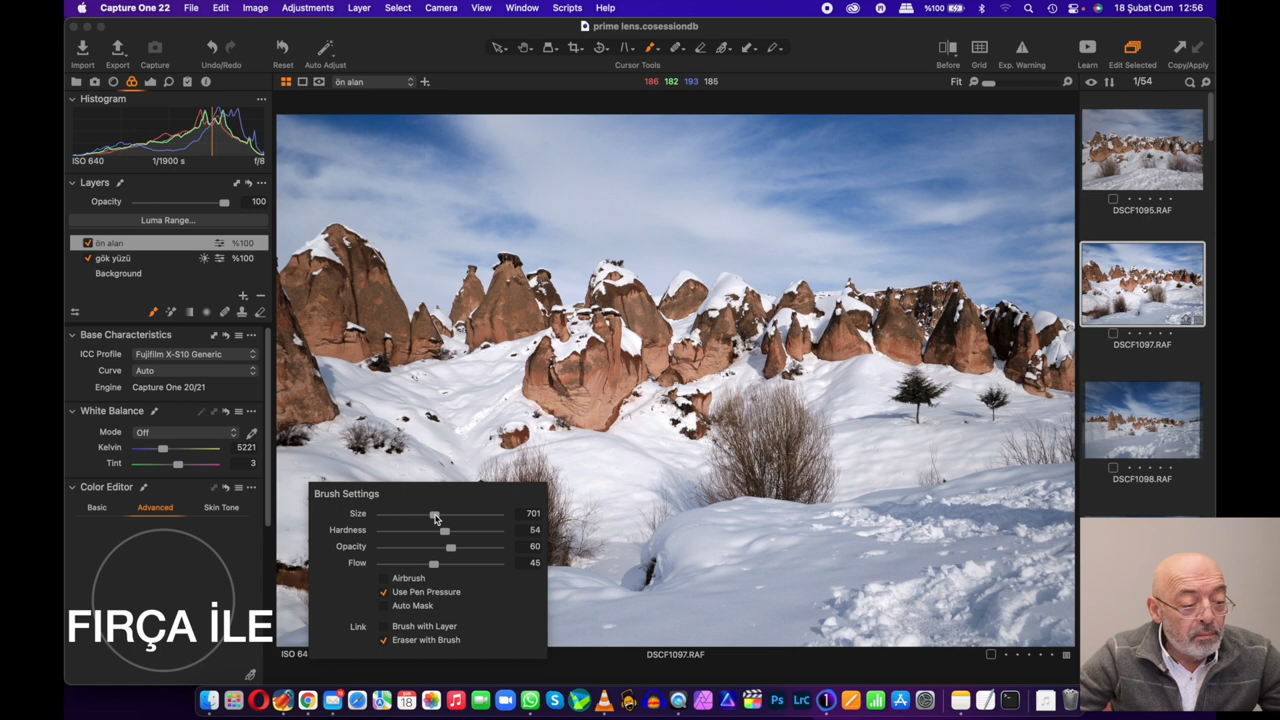 Capture One 22 File Edit Image Adjustments Layer Select Camera View Window Scripts Help %100 18 Şubat Cum 12:56
prime lens.cosessiondb
Import Export Capture Undo/Redo Reset Auto Adjust Cursor Tools Before Grid Exp. Warning Learn Edit Selected Copy/Apply
ön alan 186 182 193 185 Fit 1/54
Histogram
ISO 640 1/1900 s f/8
Layers
Opacity 100
Luma Range...
ön alan %100
gök yüzü %100
Background
Base Characteristics
ICC Profile Fujifilm X-S10 Generic
Curve Auto
Engine Capture One 20/21
White Balance
Mode Off
Kelvin 5221
Tint 3
Color Editor
Basic Advanced Skin Tone
FIRÇA İLE
Brush Settings
Size 701
Hardness 54
Opacity 60
Flow 45
Airbrush
Use Pen Pressure
Auto Mask
Link Brush with Layer
Eraser with Brush
ISO 64 DSCF1097.RAF
DSCF1095.RAF
DSCF1097.RAF
DSCF1098.RAF
18
Ps LrC